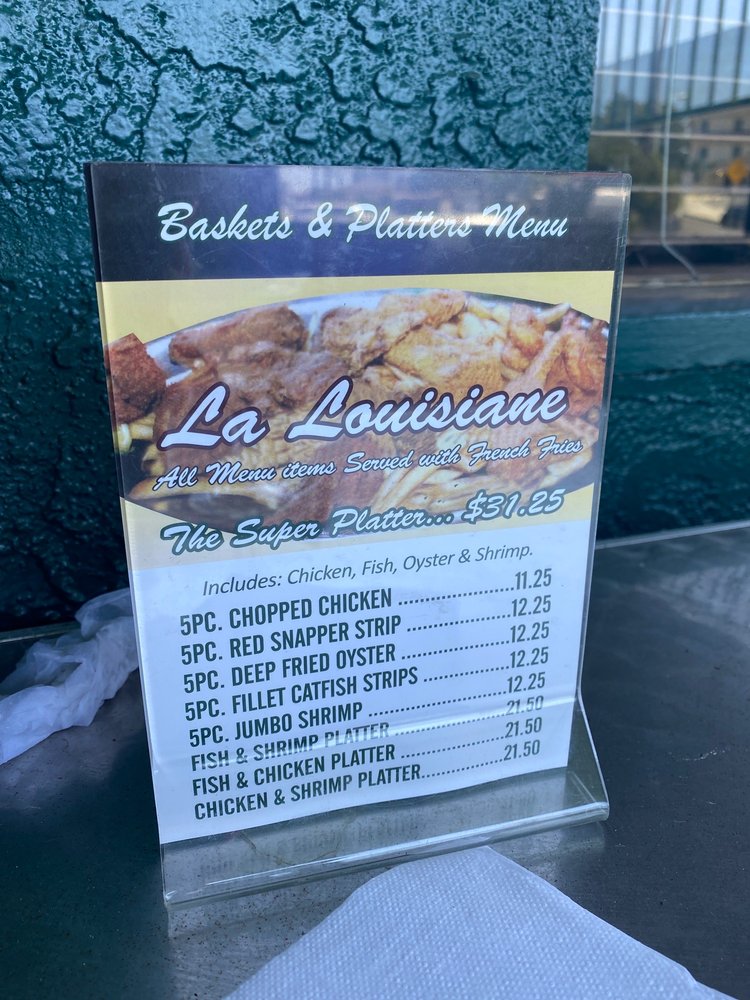 Baskets & Platters Menu
La Louisiane
All Menu items Served with French Fries
The Super Platter... $31.25
Includes: Chicken, Fish, Oyster & Shrimp.
5PC. CHOPPED CHICKEN ......................11.25
5PC. RED SNAPPER STRIP .....................12.25
5PC. DEEP FRIED OYSTER .....................12.25
5PC. FILLET CATFISH STRIPS ................12.25
5PC. JUMBO SHRIMP ...........................12.25
FISH & SHRIMP PLATTER ......................21.50
FISH & CHICKEN PLATTER ....................21.50
CHICKEN & SHRIMP PLATTER................21.50